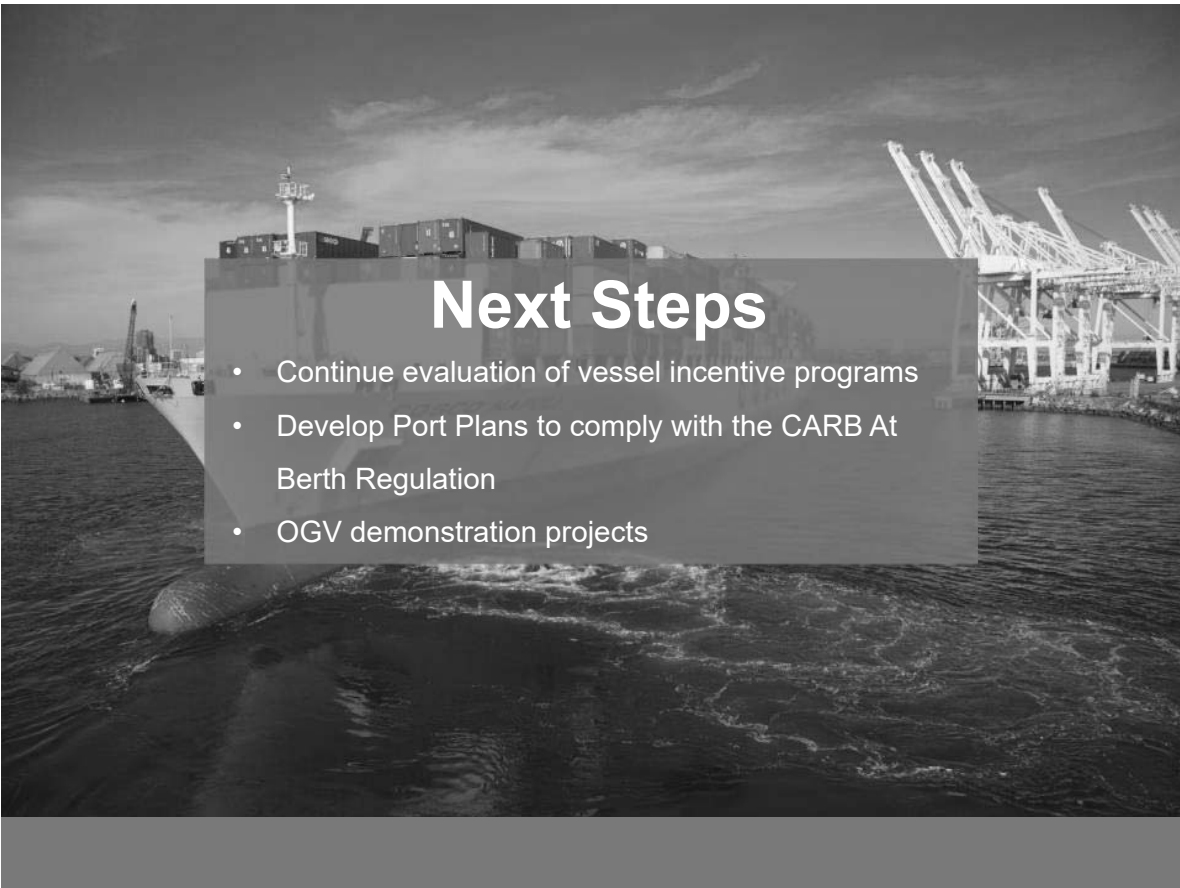 Next Steps
• Continue evaluation of vessel incentive programs
• Develop Port Plans to comply with the CARB At
Berth Regulation
• OGV demonstration projects